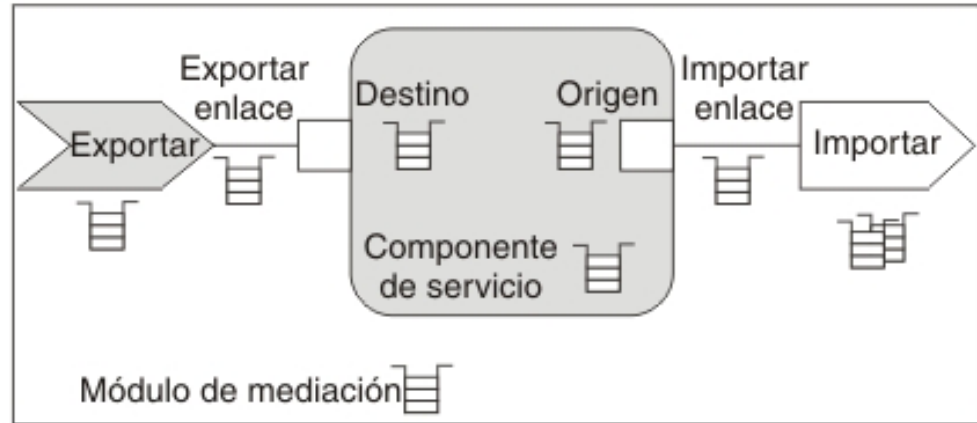 Exportar
enlace
Importar
enlace
Destino
Origen
Exportar
Importar
Componente
de servicio
Módulo de mediación